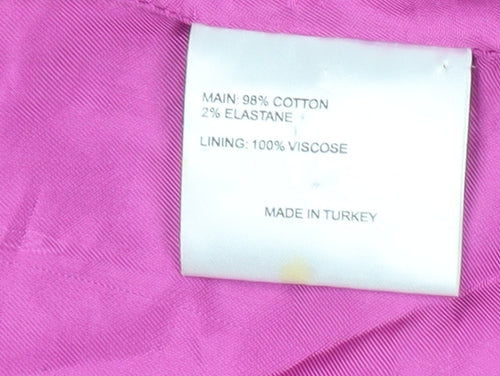 MAIN: 98% COTTON
2% ELASTANE
LINING: 100% VISCOSE
MADE IN TURKEY